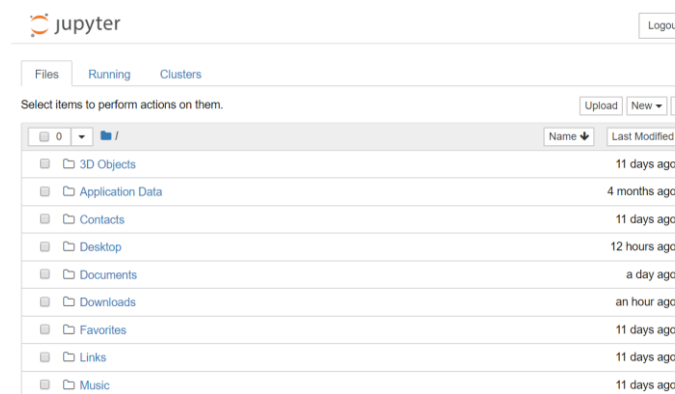 jupyter
Logou
Files Running Clusters
Select items to perform actions on them.
Upload New
0 / Name Last Modified
3D Objects 11 days ago
Application Data 4 months ago
Contacts 11 days ago
Desktop 12 hours ago
Documents a day ago
Downloads an hour ago
Favorites 11 days ago
Links 11 days ago
Music 11 days ago